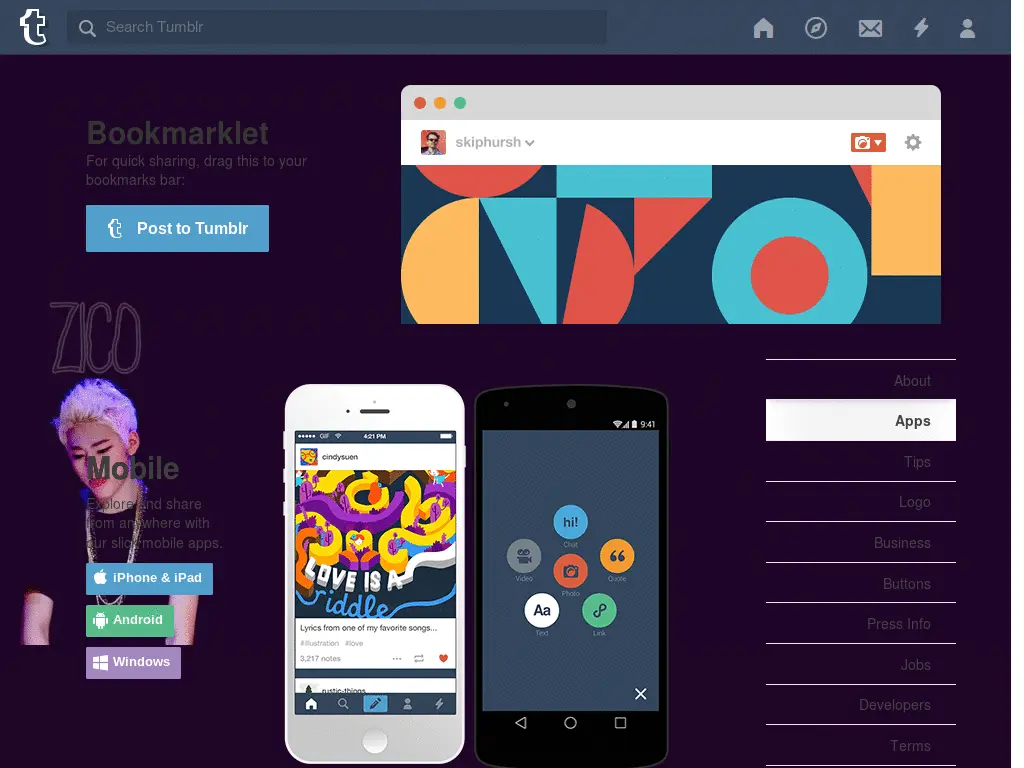 Search Tumblr
Bookmarklet
For quick sharing, drag this to your
bookmarks bar:
Post to Tumblr
skiphursh
ZICO
Mobile
Explore and share
from anywhere with
our slick mobile apps.
iPhone & iPad
Android
Windows
GIF
4:21 PM
cindysuen
LOVE IS A
riddle
Lyrics from one of my favorite songs...
#illustration #love
3,217 notes
rustic-things
9:41
hi!
Chat
Video
Quote
Photo
Aa
Text
Link
About
Apps
Tips
Logo
Business
Buttons
Press Info
Jobs
Developers
Terms